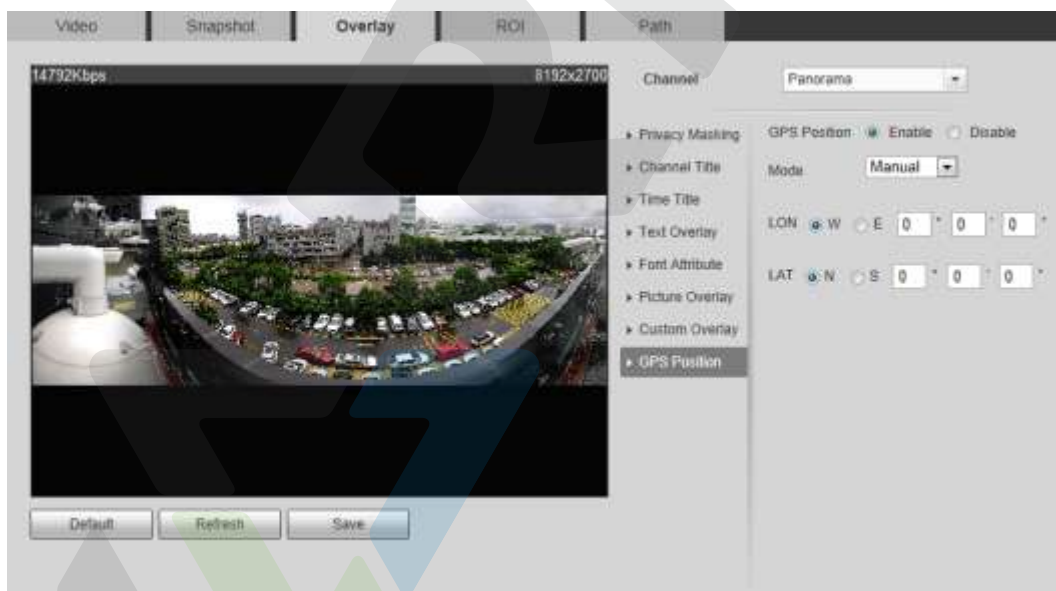 Video Snapshot Overlay ROI Path
14792Kbps 8192x2700
Channel Panorama
Privacy Masking
Channel Title
Time Title
Text Overlay
Font Attribute
Picture Overlay
Custom Overlay
GPS Position
GPS Position Enable Disable
Mode Manual
LON W E 0 ° 0 ' 0 "
LAT N S 0 ° 0 ' 0 "
Default Refresh Save